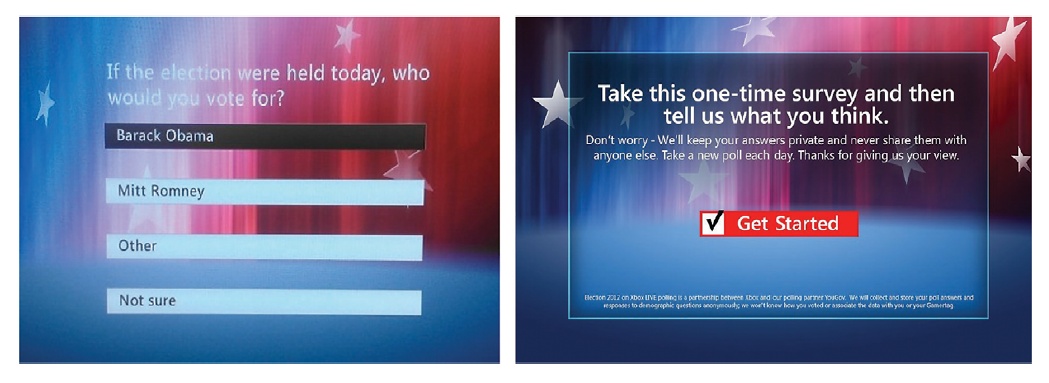 If the election were held today, who
would you vote for?
Barack Obama
Mitt Romney
Other
Not sure
Take this one-time survey and then
tell us what you think.
Don't worry - We'll keep your answers private and never share them with
anyone else. Take a new poll each day. Thanks for giving us your view.
Get Started
Election 2012 on Xbox LIVE polling is a partnership between Xbox and our polling partner YouGov. We will collect and store your poll answers and
responses to demographic questions anonymously; we won't know how you voted or associate the data with you or your Gamertag.